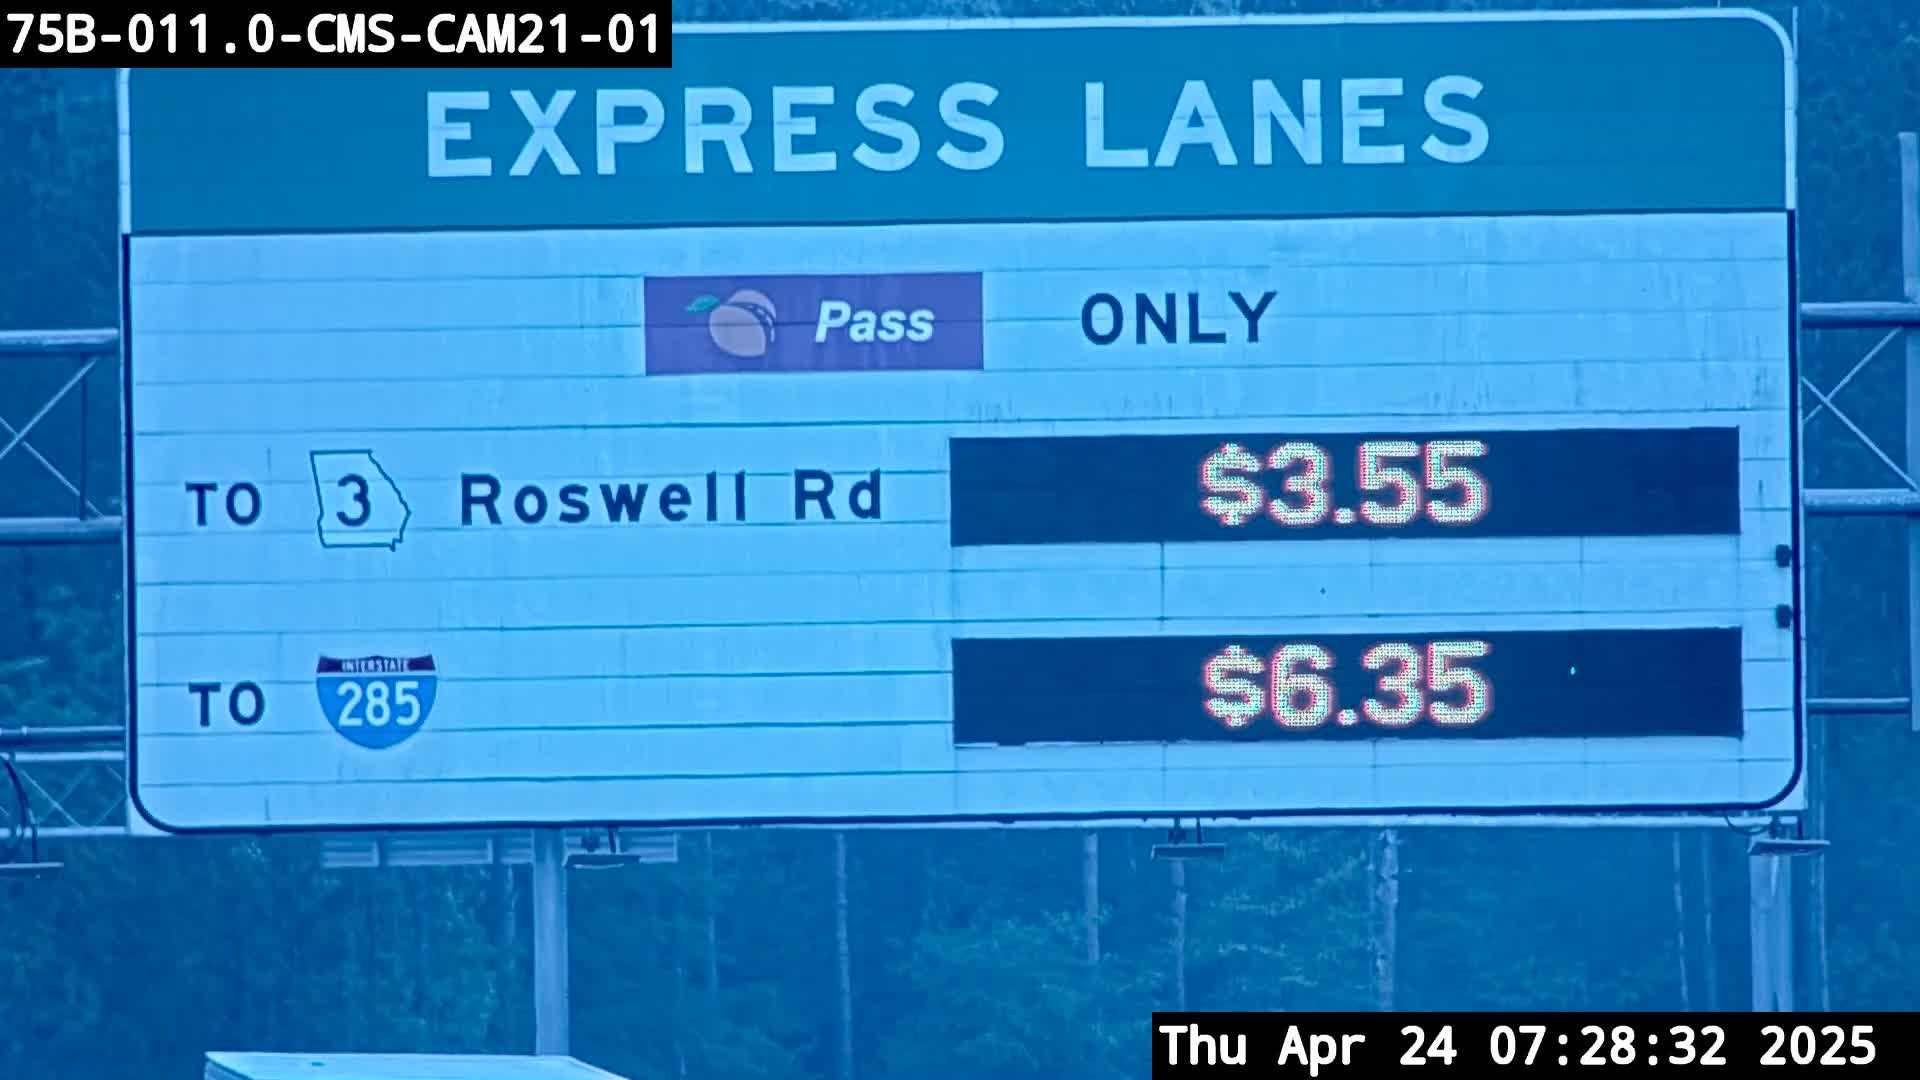 75B-011.0-CMS-CAM21-01
EXPRESS LANES
Pass ONLY
TO 3 Roswell Rd $3.55
INTERSTATE
TO 285 $6.35
Thu Apr 24 07:28:32 2025